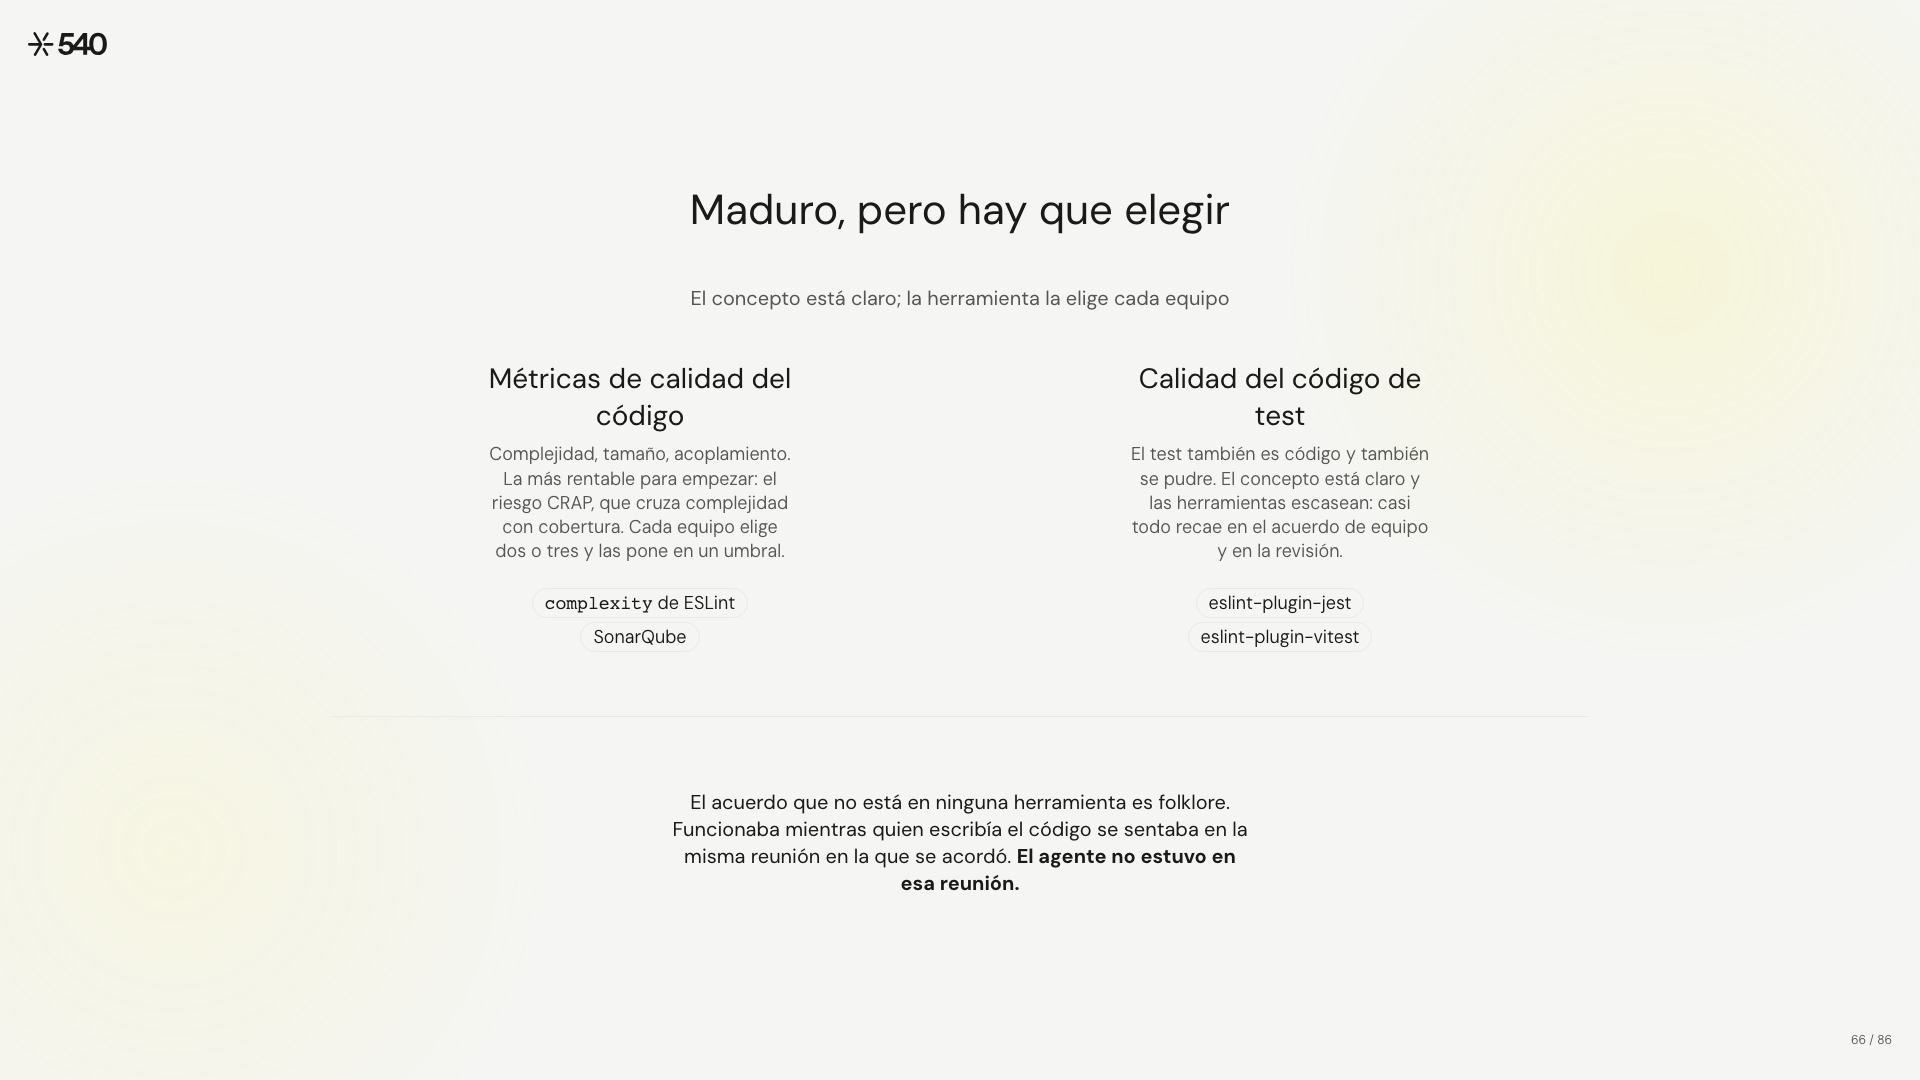 540
Maduro, pero hay que elegir
El concepto está claro; la herramienta la elige cada equipo
Métricas de calidad del
código
Complejidad, tamaño, acoplamiento.
La más rentable para empezar: el
riesgo CRAP, que cruza complejidad
con cobertura. Cada equipo elige
dos o tres y las pone en un umbral.
complexity de ESLint
SonarQube
Calidad del código de
test
El test también es código y también
se pudre. El concepto está claro y
las herramientas escasean: casi
todo recae en el acuerdo de equipo
y en la revisión.
eslint-plugin-jest
eslint-plugin-vitest
El acuerdo que no está en ninguna herramienta es folklore.
Funcionaba mientras quien escribía el código se sentaba en la
misma reunión en la que se acordó. El agente no estuvo en
esa reunión.
66 / 86